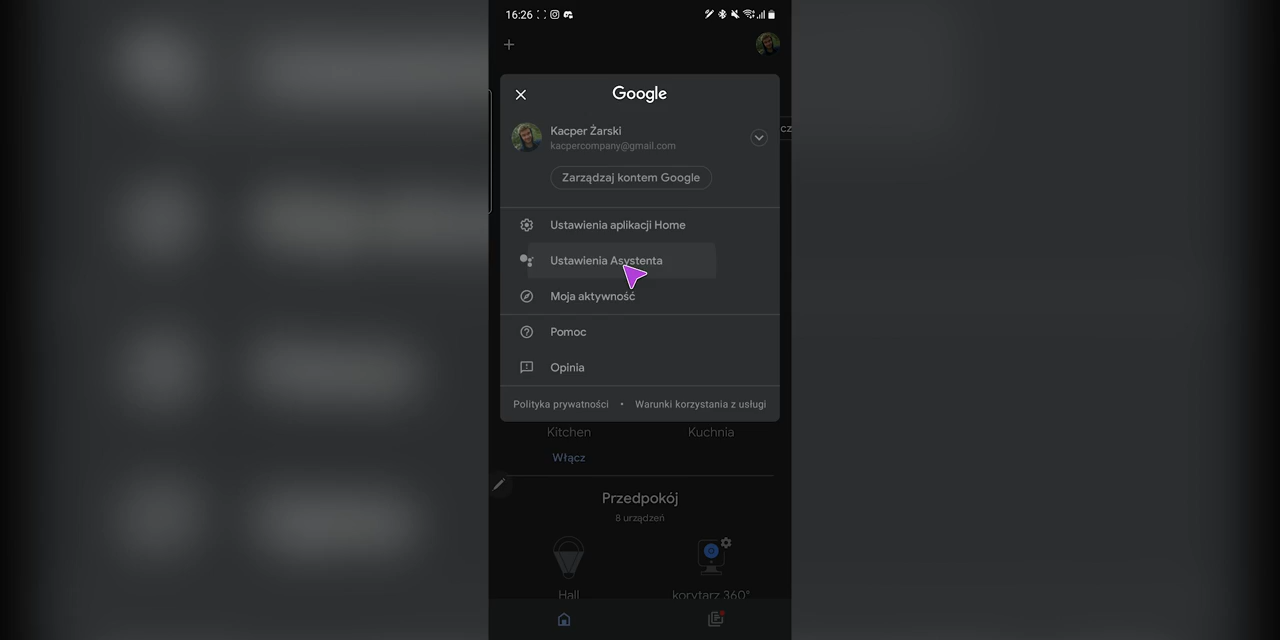 16:26
Google
cz
Kacper Żarski
kacpercompany@gmail.com
Zarządzaj kontem Google
Ustawienia aplikacji Home
Ustawienia Asystenta
Moja aktywność
Pomoc
Opinia
Polityka prywatności • Warunki korzystania z usługi
Kitchen
Kuchnia
Włącz
Przedpokój
8 urządzeń
Hall
korytarz 360°